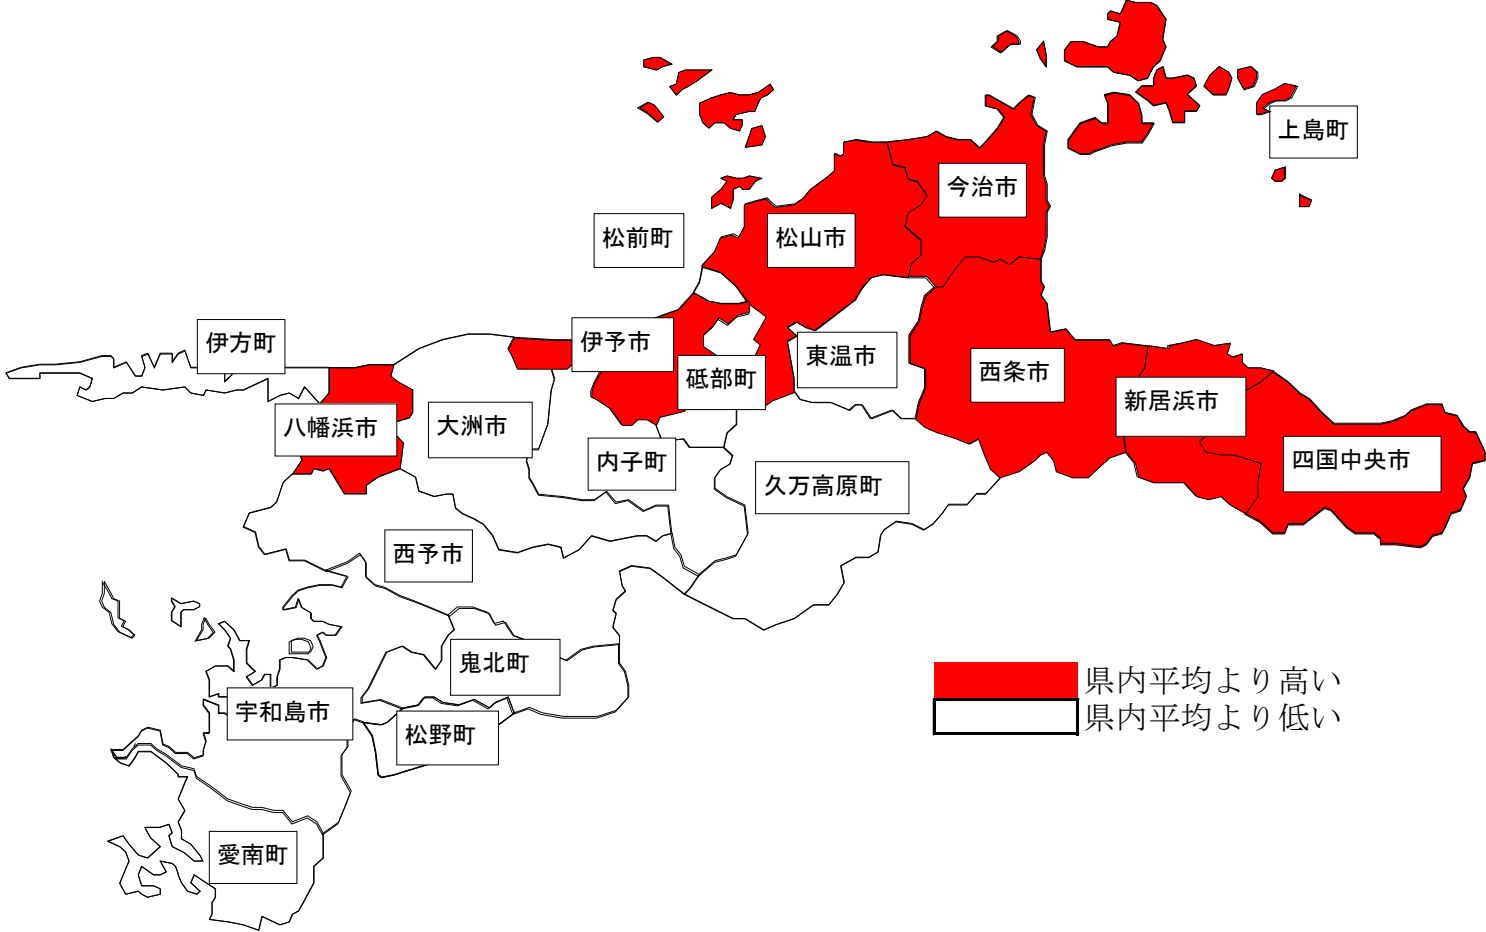 上島町
今治市
松前町
松山市
伊方町
伊予市
東温市
砥部町
西条市
新居浜市
八幡浜市
大洲市
内子町
四国中央市
久万高原町
西予市
鬼北町
県内平均より高い
県内平均より低い
宇和島市
松野町
愛南町